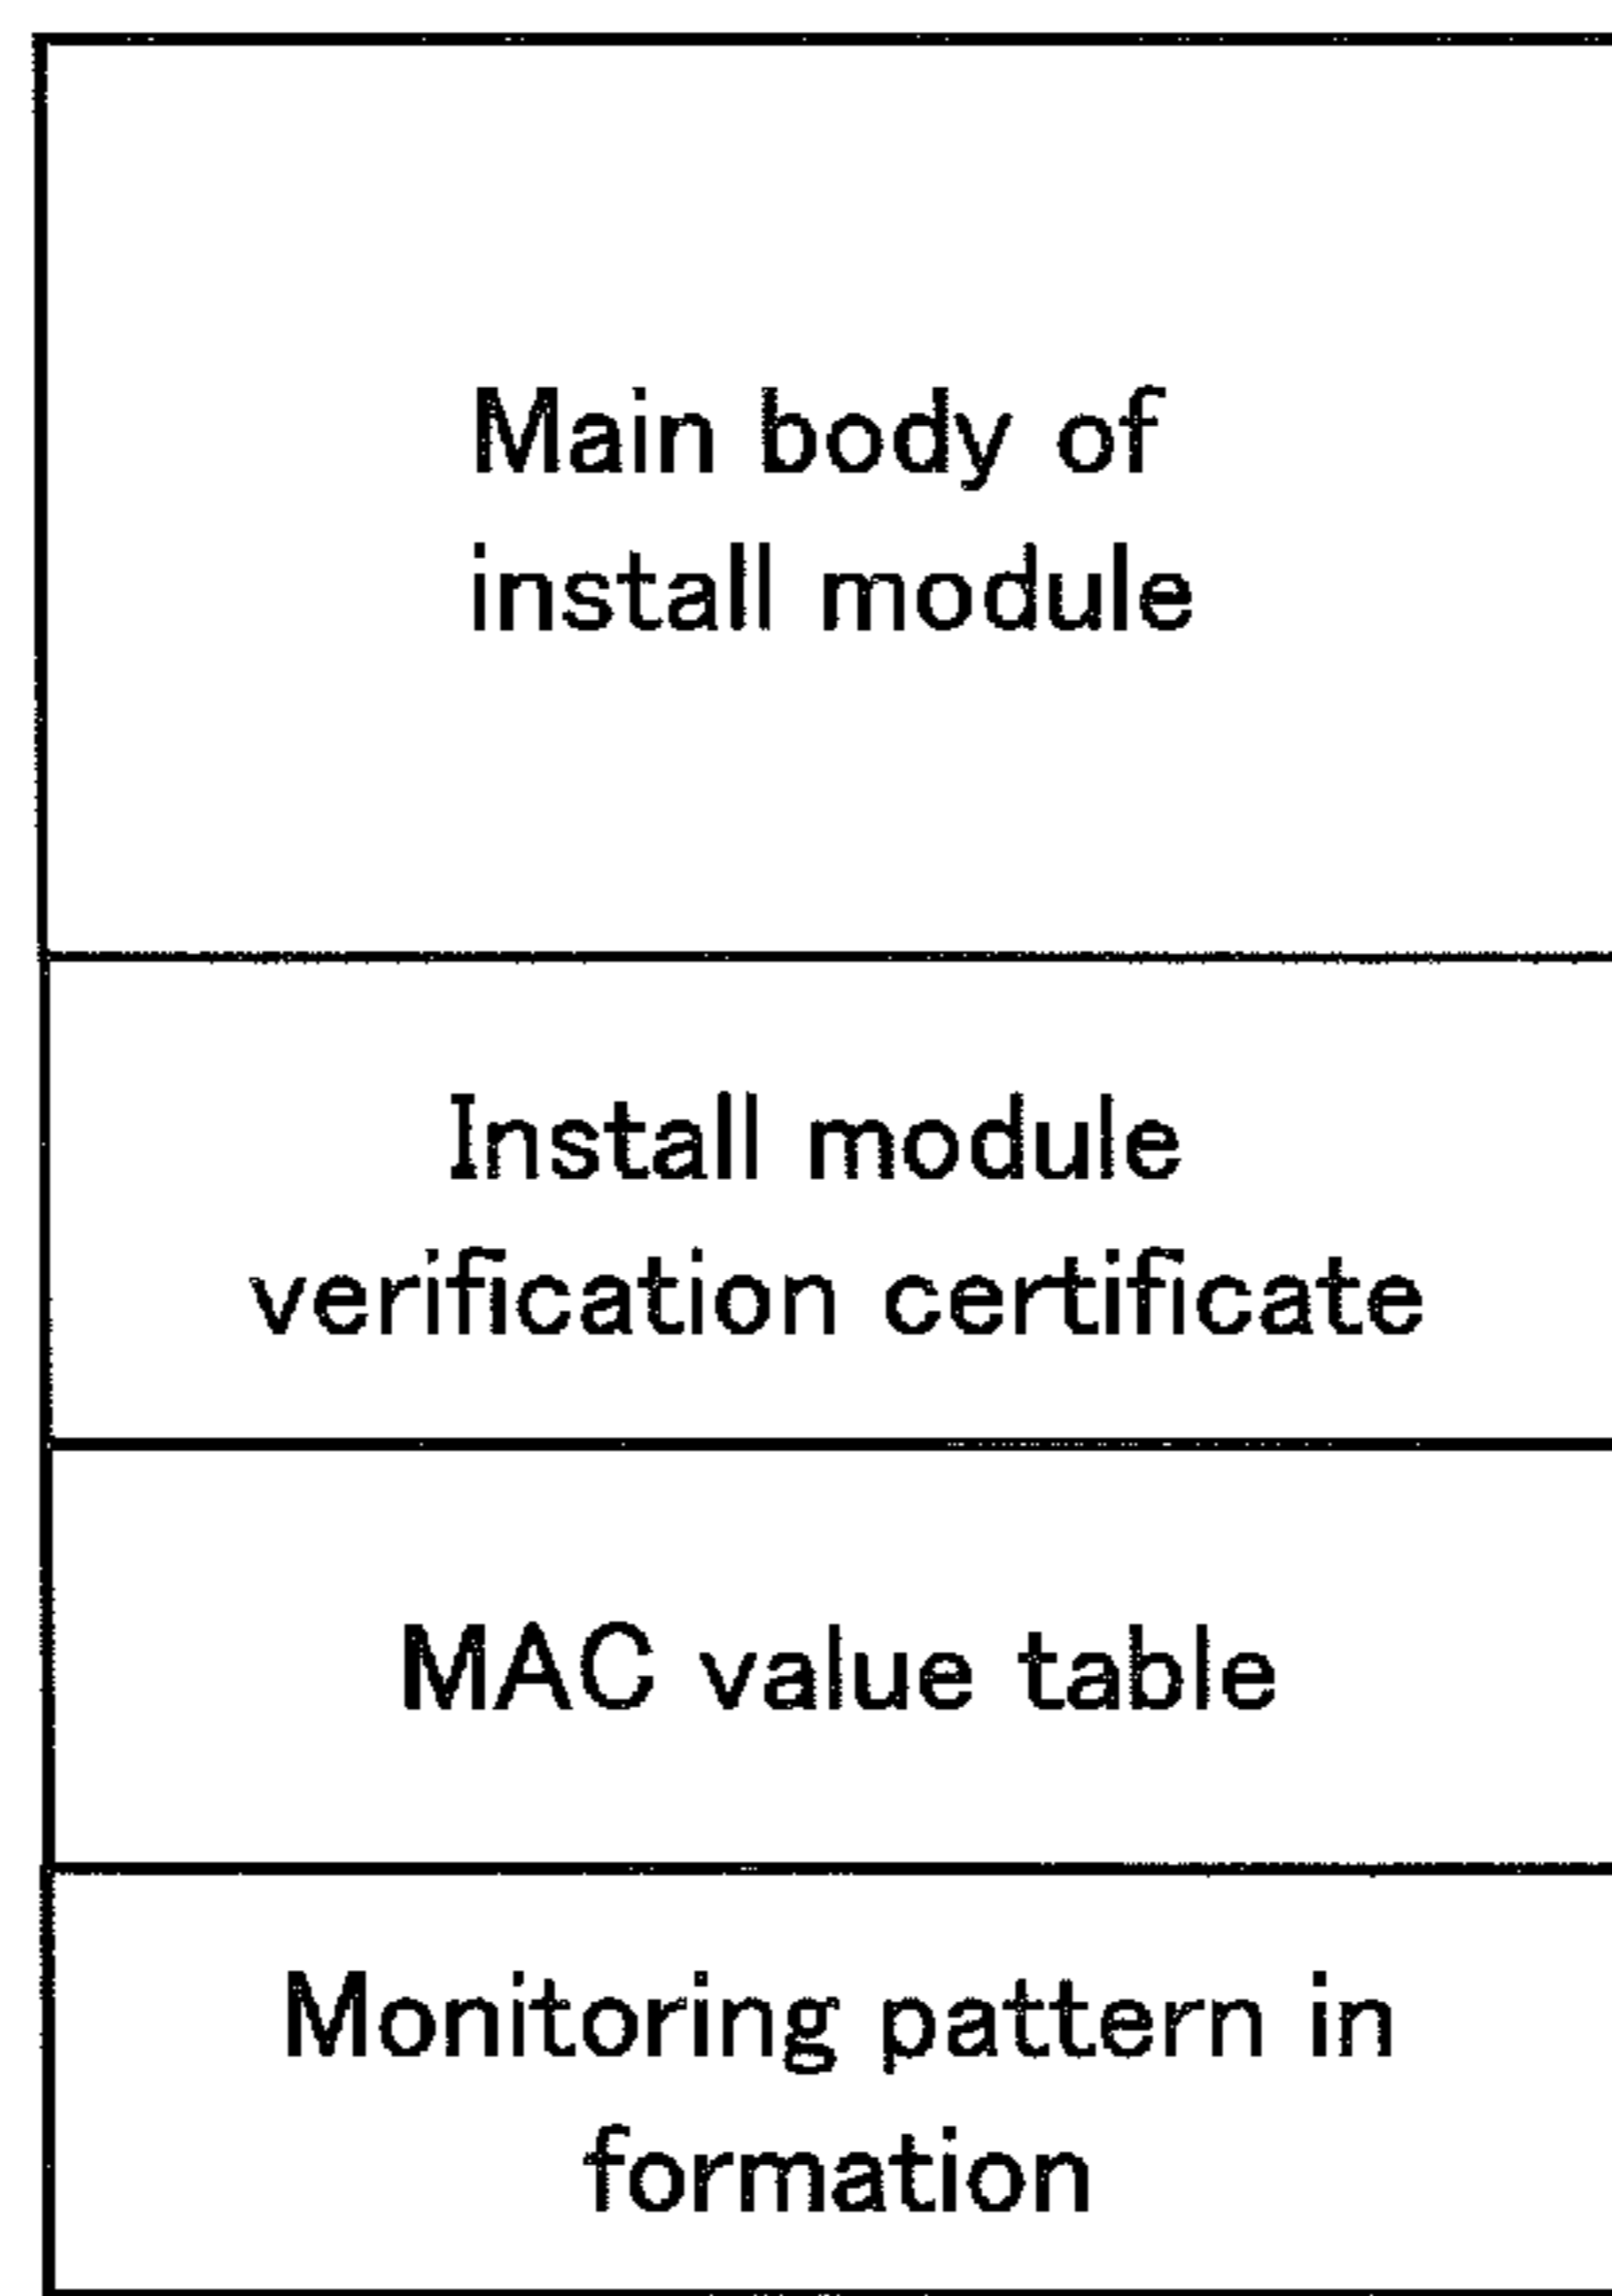 Main body of
install module
Install module
verification certificate
MAC value table
Monitoring pattern in
formation